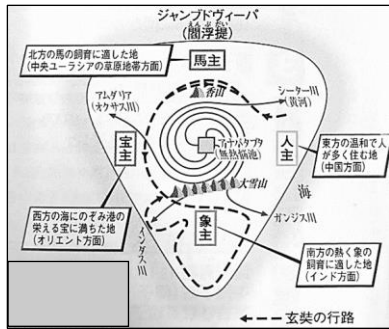 ジャンブドヴィーパ
えんぶだい
(閻浮提)
北方の馬の飼育に適した地
(中央ユーラシアの草原地帯方面)
馬主
香山
アムダリア
(オクサス川)
シーター川
(黄河)
アナバタプタ
(無熱悩池)
宝主
人主
東方の温和で人
が多く住む地
(中国方面)
大雪山
海
西方の海にのぞみ港の
栄える宝に満ちた地
(オリエント方面)
インダス川
象主
ガンジス川
南方の熱く象の
飼育に適した地
(インド方面)
玄奘の行路